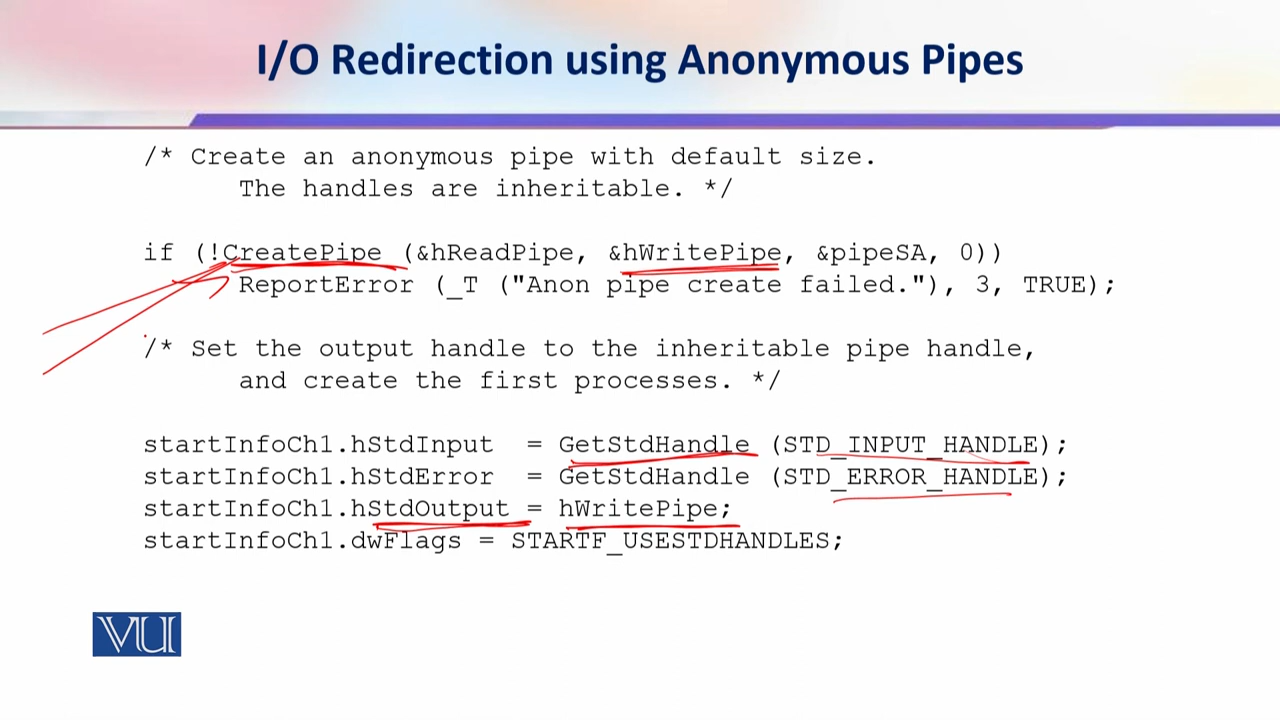 I/O Redirection using Anonymous Pipes
/* Create an anonymous pipe with default size.
The handles are inheritable. */
if (!CreatePipe (&hReadPipe, &hWritePipe, &pipeSA, 0))
ReportError (_T ("Anon pipe create failed."), 3, TRUE);
/* Set the output handle to the inheritable pipe handle,
and create the first processes. */
startInfoCh1.hStdInput = GetStdHandle (STD_INPUT_HANDLE);
startInfoCh1.hStdError = GetStdHandle (STD_ERROR_HANDLE);
startInfoCh1.hStdOutput = hWritePipe;
startInfoCh1.dwFlags = STARTF_USESTDHANDLES;
VU